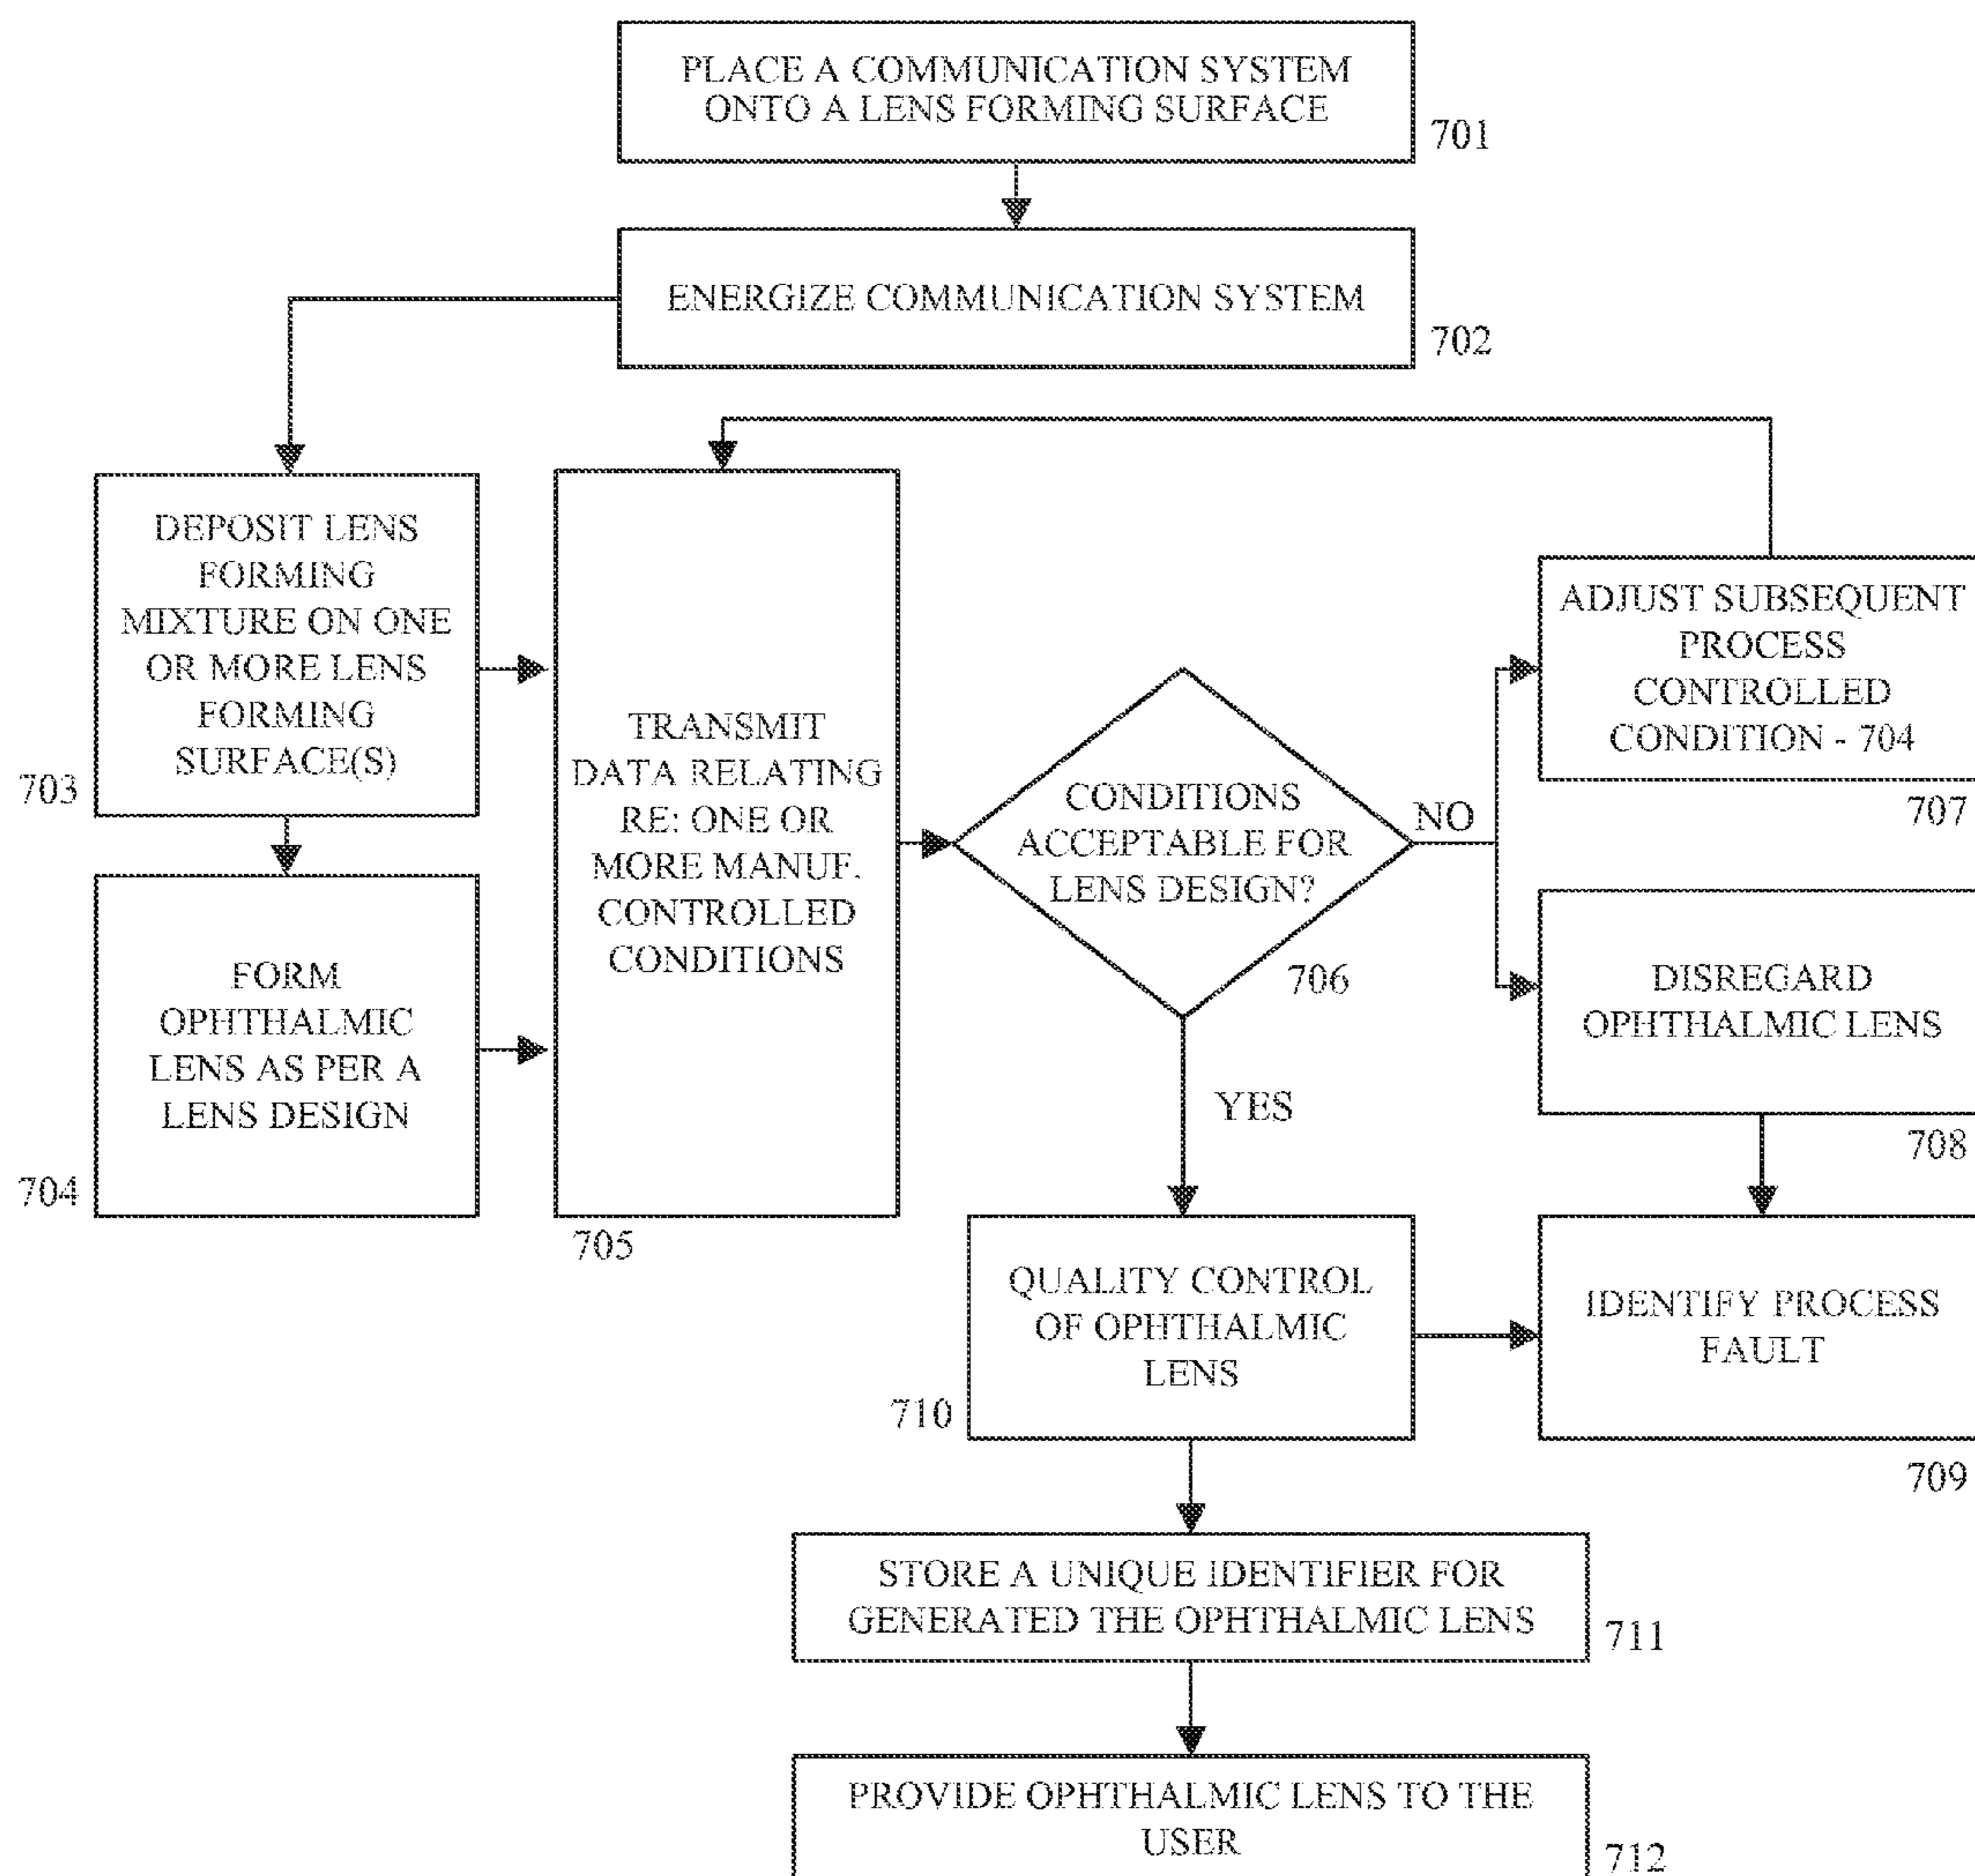 PLACE A COMMUNICATION SYSTEM
ONTO A LENS FORMING SURFACE
701
ENERGIZE COMMUNICATION SYSTEM
702
DEPOSIT LENS
FORMING
MIXTURE ON ONE
OR MORE LENS
FORMING
SURFACE(S)
703
FORM
OPHTHALMIC
LENS AS PER A
LENS DESIGN
704
TRANSMIT
DATA RELATING
RE: ONE OR
MORE MANUF.
CONTROLLED
CONDITIONS
705
CONDITIONS
ACCEPTABLE FOR
LENS DESIGN?
706
NO
YES
ADJUST SUBSEQUENT
PROCESS
CONTROLLED
CONDITION - 704
707
DISREGARD
OPHTHALMIC LENS
708
IDENTIFY PROCESS
FAULT
709
QUALITY CONTROL
OF OPHTHALMIC
LENS
710
STORE A UNIQUE IDENTIFIER FOR
GENERATED THE OPHTHALMIC LENS
711
PROVIDE OPHTHALMIC LENS TO THE
USER
712